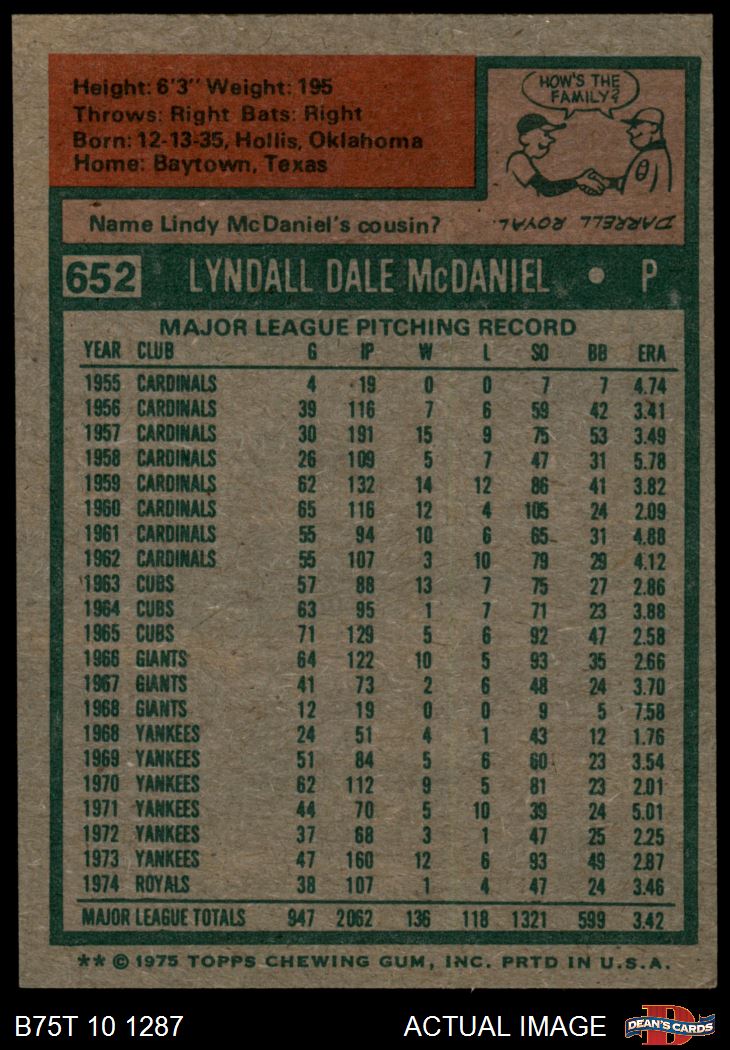 Height: 6'3" Weight: 195
Throws: Right Bats: Right
Born: 12-13-35, Hollis, Oklahoma
Home: Baytown, Texas
HOW'S THE
FAMILY?
Name Lindy McDaniel's cousin?
DARRELL ROYAL.
652 LYNDALL DALE McDANIEL • P
MAJOR LEAGUE PITCHING RECORD
YEAR CLUB G IP W L SO BB ERA
1955 CARDINALS 4 19 0 0 7 7 4.74
1956 CARDINALS 39 116 7 6 59 42 3.41
1957 CARDINALS 30 191 15 9 75 53 3.49
1958 CARDINALS 26 109 5 7 47 31 5.78
1959 CARDINALS 62 132 14 12 86 41 3.82
1960 CARDINALS 65 116 12 4 105 24 2.09
1961 CARDINALS 55 94 10 6 65 31 4.88
1962 CARDINALS 55 107 3 10 79 29 4.12
1963 CUBS 57 88 13 7 75 27 2.86
1964 CUBS 63 95 1 7 71 23 3.88
1965 CUBS 71 129 5 6 92 47 2.58
1966 GIANTS 64 122 10 5 93 35 2.66
1967 GIANTS 41 73 2 6 48 24 3.70
1968 GIANTS 12 19 0 0 9 5 7.58
1968 YANKEES 24 51 4 1 43 12 1.76
1969 YANKEES 51 84 5 6 60 23 3.54
1970 YANKEES 62 112 9 5 81 23 2.01
1971 YANKEES 44 70 5 10 39 24 5.01
1972 YANKEES 37 68 3 1 47 25 2.25
1973 YANKEES 47 160 12 6 93 49 2.87
1974 ROYALS 38 107 1 4 47 24 3.46
MAJOR LEAGUE TOTALS 947 2062 136 118 1321 599 3.42
** © 1975 TOPPS CHEWING GUM, INC. PRTD IN U.S.A.
B75T 10 1287 ACTUAL IMAGE D DEAN'S CARDS